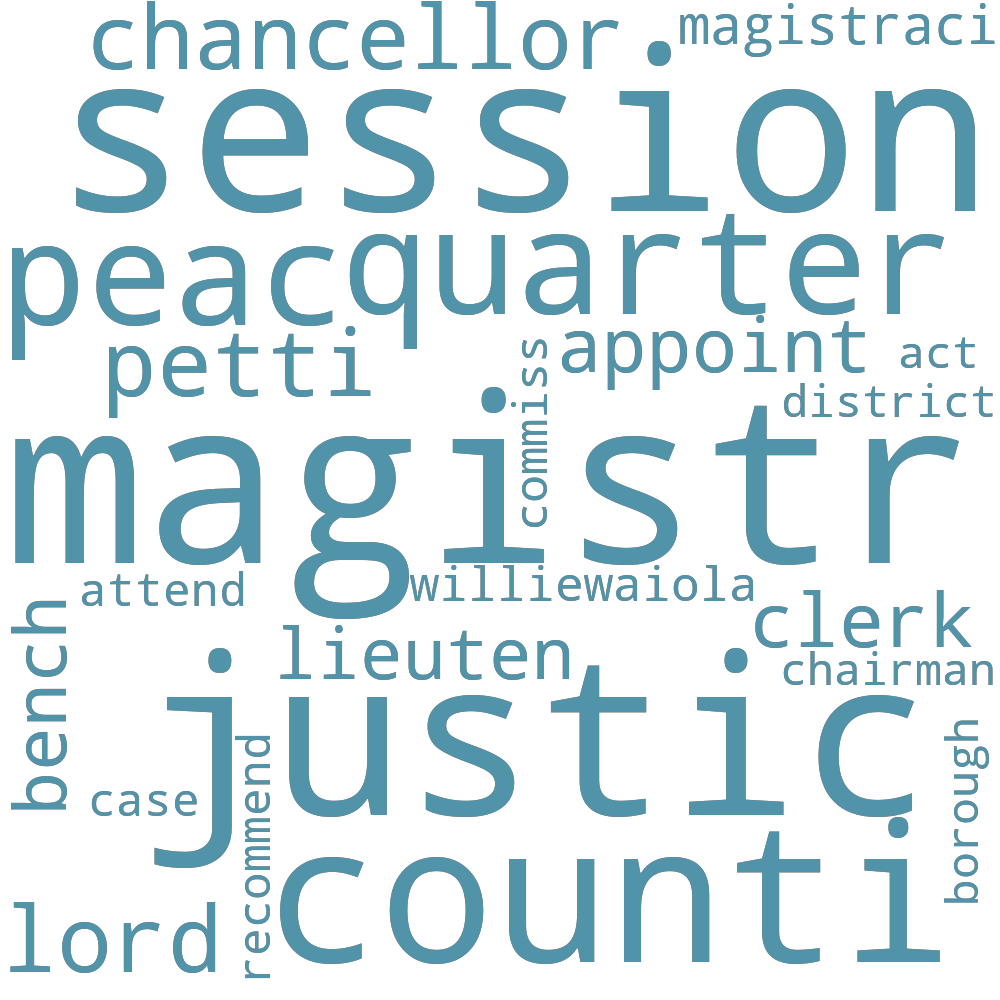 chancellor magistraci
session
peac quarter
petti commiss appoint act
district
magistr
attend williewaiola
bench lieuten clerk
chairman
justic
case recommend borough
counti
lord